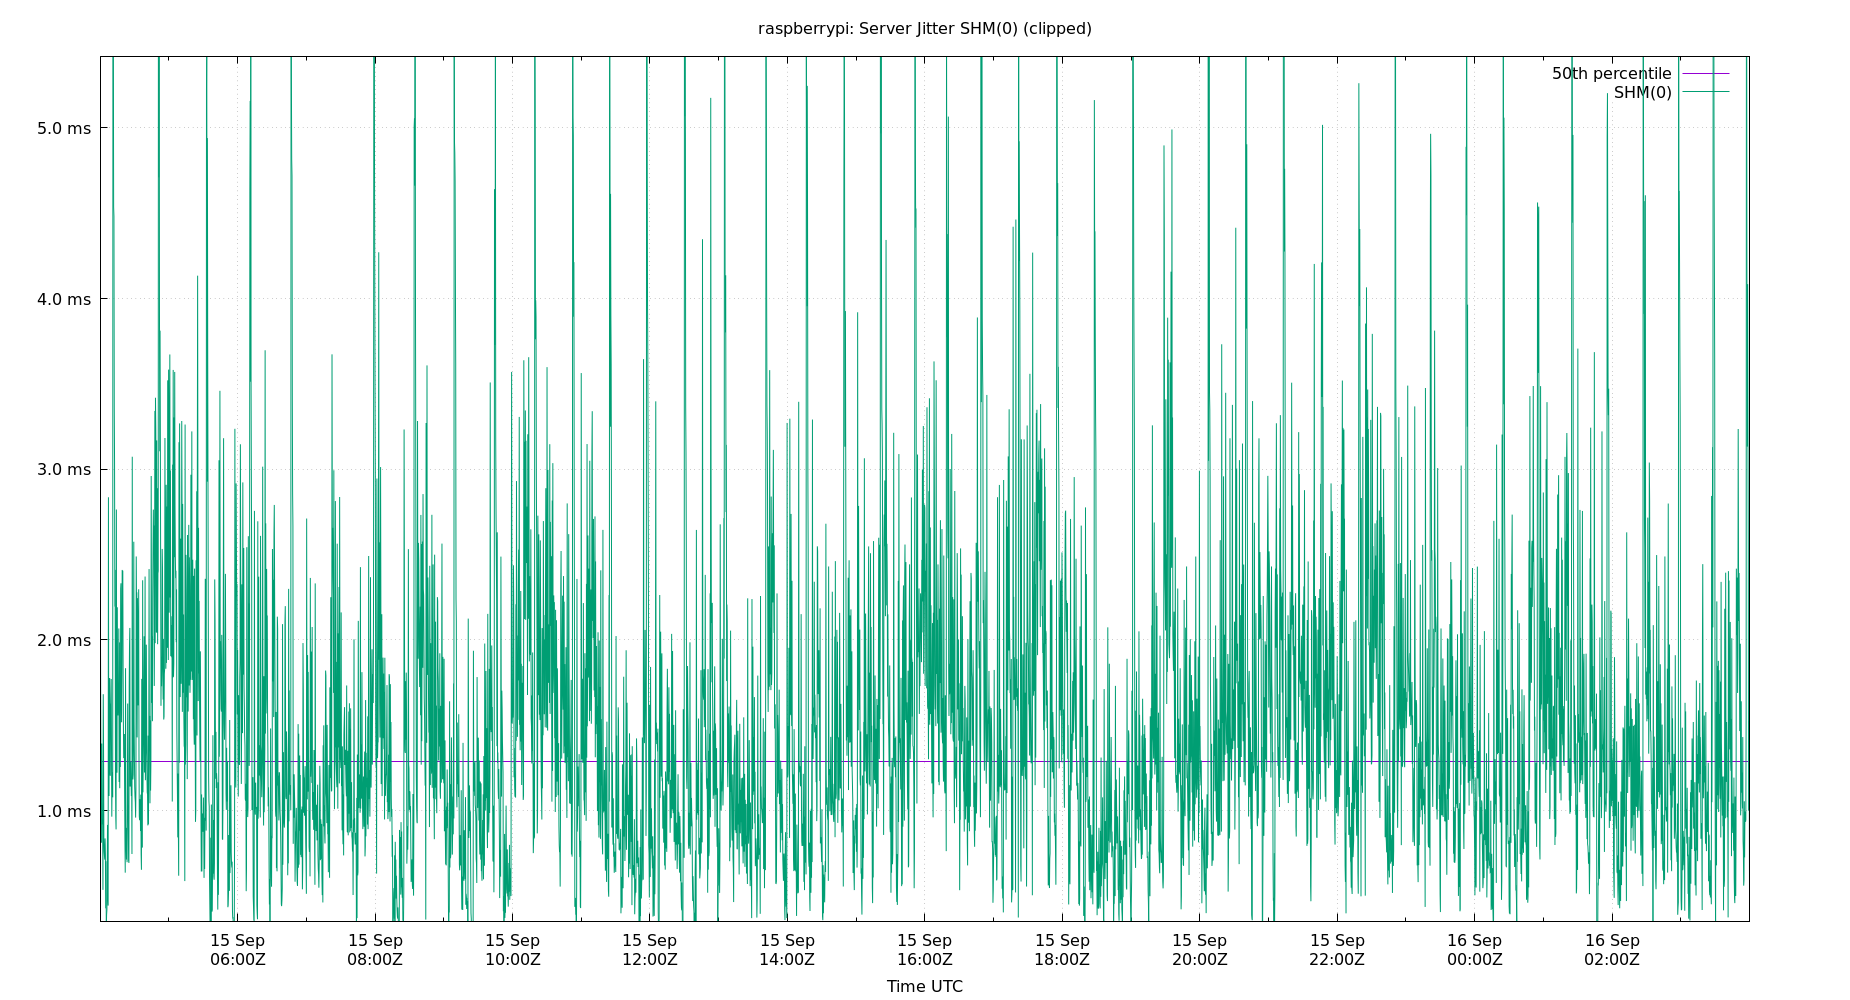 raspberrypi: Server Jitter SHM(0) (clipped)
50th percentile
SHM(0)
5.0 ms
4.0 ms
3.0 ms
2.0 ms
1.0 ms
15 Sep 15 Sep 15 Sep 15 Sep 15 Sep 15 Sep 15 Sep 15 Sep 15 Sep 16 Sep 16 Sep
06:00Z 08:00Z 10:00Z 12:00Z 14:00Z 16:00Z 18:00Z 20:00Z 22:00Z 00:00Z 02:00Z
Time UTC